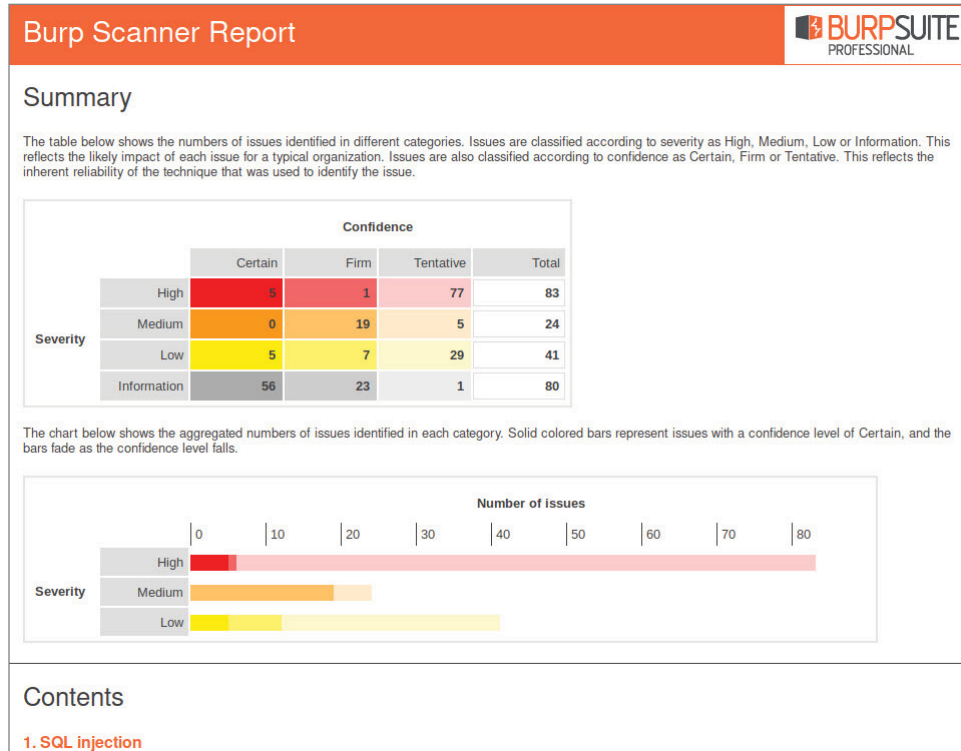 Burp Scanner Report
BURPSUITE
PROFESSIONAL
Summary
The table below shows the numbers of issues identified in different categories. Issues are classified according to severity as High, Medium, Low or Information. This
reflects the likely impact of each issue for a typical organization. Issues are also classified according to confidence as Certain, Firm or Tentative. This reflects the
inherent reliability of the technique that was used to identify the issue.
Confidence
Certain Firm Tentative Total
High 5 1 77 83
Medium 0 19 5 24
Severity
Low 5 7 29 41
Information 56 23 1 80
The chart below shows the aggregated numbers of issues identified in each category. Solid colored bars represent issues with a confidence level of Certain, and the
bars fade as the confidence level falls.
Number of issues
0 10 20 30 40 50 60 70 80
High
Severity Medium
Low
Contents
1. SQL injection